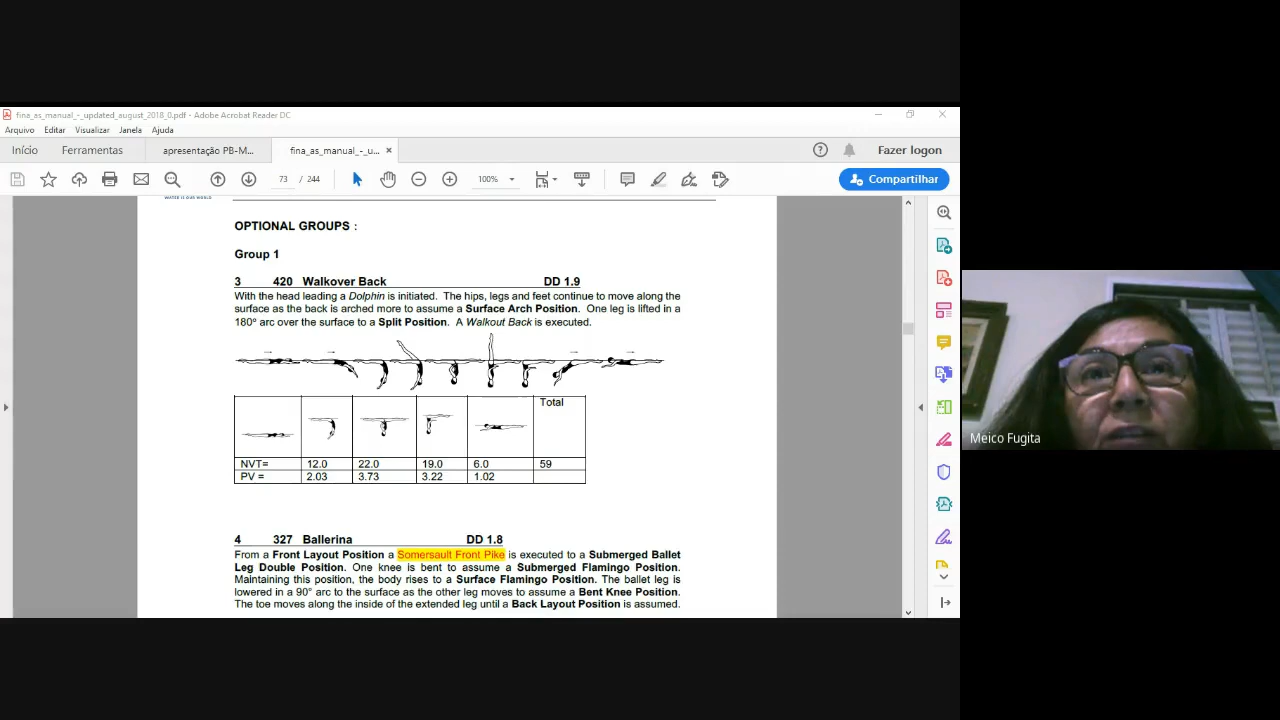 fina_as_manual_-_updated_august_2018_0.pdf - Adobe Acrobat Reader DC
Arquivo Editar Visualizar Janela Ajuda
Início Ferramentas apresentação PB-M... fina_as_manual_-_u... Fazer logon
73 / 244 100% Compartilhar
WATER IS OUR WORLD
OPTIONAL GROUPS :
Group 1
3 420 Walkover Back DD 1.9
With the head leading a Dolphin is initiated. The hips, legs and feet continue to move along the
surface as the back is arched more to assume a Surface Arch Position. One leg is lifted in a
180° arc over the surface to a Split Position. A Walkout Back is executed.
Total
NVT= 12.0 22.0 19.0 6.0 59
PV = 2.03 3.73 3.22 1.02
4 327 Ballerina DD 1.8
From a Front Layout Position a Somersault Front Pike is executed to a Submerged Ballet
Leg Double Position. One knee is bent to assume a Submerged Flamingo Position.
Maintaining this position, the body rises to a Surface Flamingo Position. The ballet leg is
lowered in a 90° arc to the surface as the other leg moves to assume a Bent Knee Position.
The toe moves along the inside of the extended leg until a Back Layout Position is assumed.
Meico Fugita